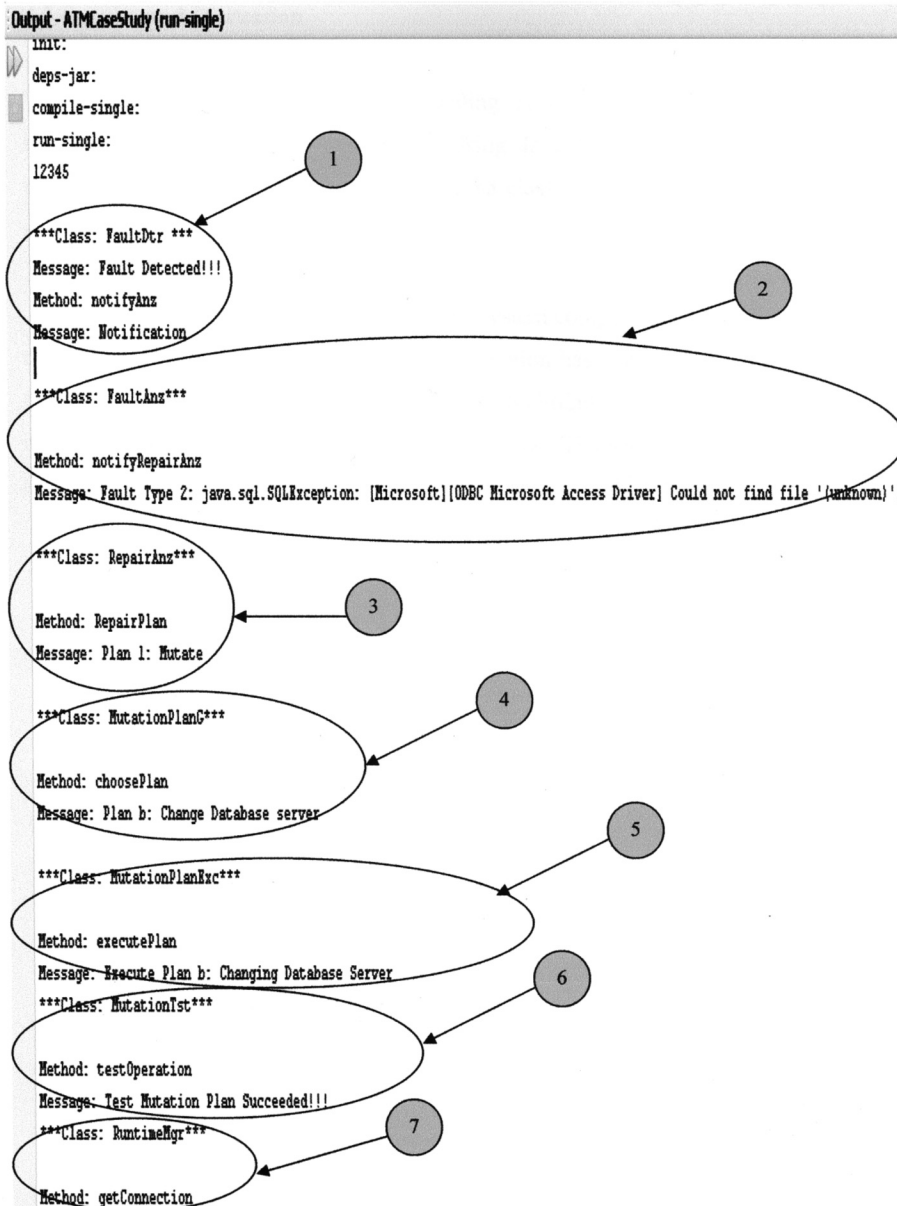 Output - ATMCaseStudy (run-single)
init:
deps-jar:
compile-single:
run-single:
12345
1
***Class: FaultDtr ***
Message: Fault Detected!!!
Method: notifyAnz
Message: Notification
2
***Class: FaultAnz***
Method: notifyRepairAnz
Message: Fault Type 2: java.sql.SQLException: [Microsoft][ODBC Microsoft Access Driver] Could not find file '(unknown)'
***Class: RepairAnz***
3
Method: RepairPlan
Message: Plan 1: Mutate
4
***Class: MutationPlanG***
Method: choosePlan
Message: Plan b: Change Database server
5
***Class: MutationPlanExc***
Method: executePlan
Message: Execute Plan b: Changing Database Server
6
***Class: MutationTst***
Method: testOperation
Message: Test Mutation Plan Succeeded!!!
7
***Class: RuntimeMgr***
Method: getConnection